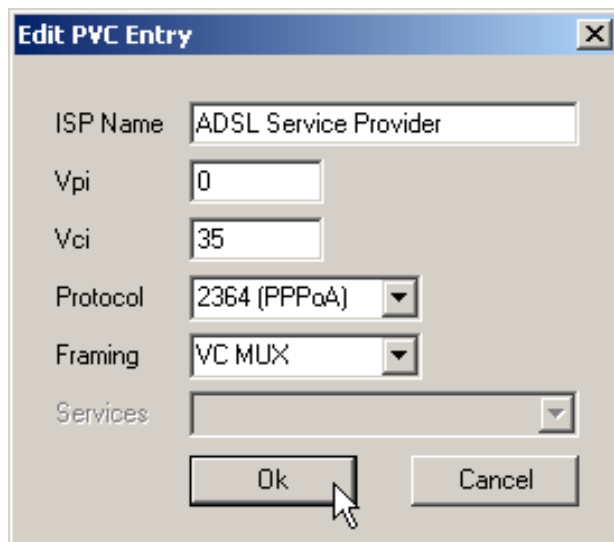 Edit PVC Entry
ISP Name ADSL Service Provider
Vpi 0
Vci 35
Protocol 2364 (PPPoA)
Framing VC MUX
Services
Ok Cancel